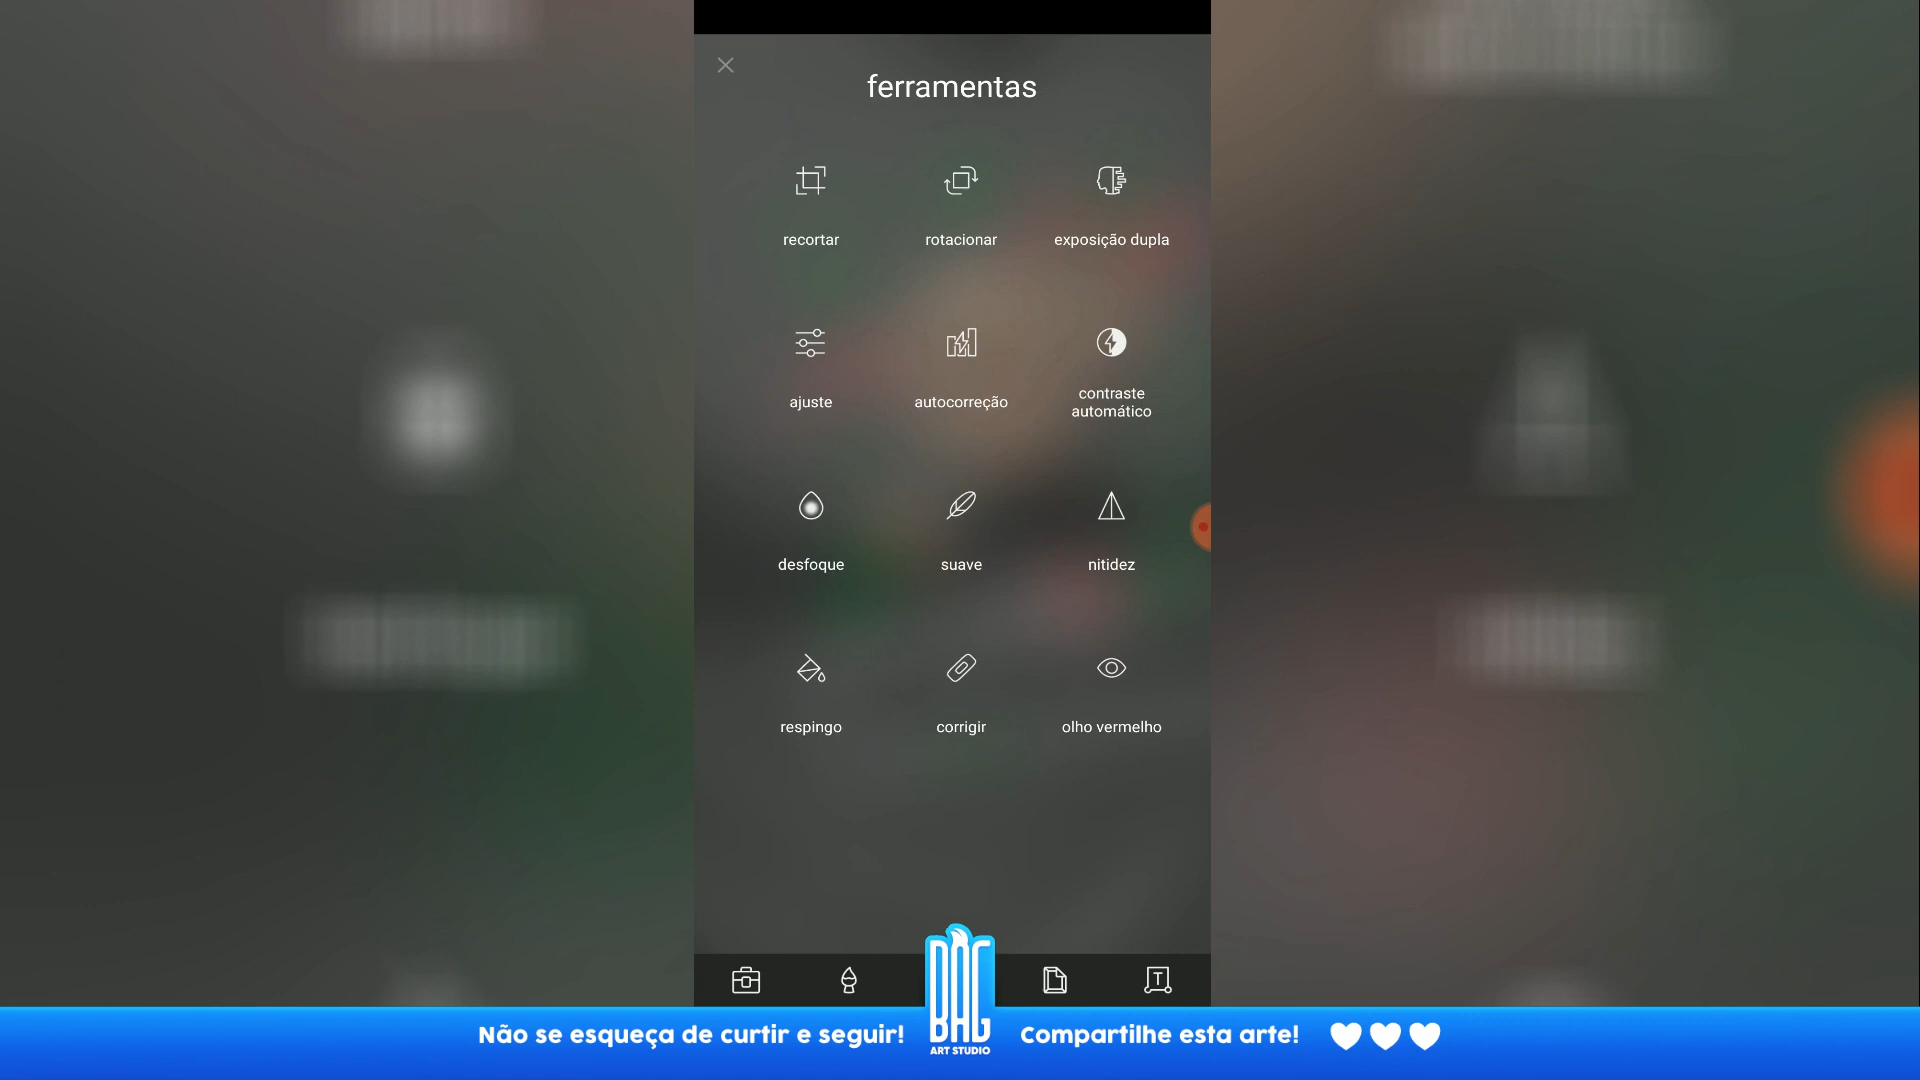 ferramentas
recortar
rotacionar
exposição dupla
ajuste
autocorreção
contraste
automático
desfoque
suave
nitidez
respingo
corrigir
olho vermelho
T
Não se esqueça de curtir e seguir!
BAG
ART STUDIO
Compartilhe esta arte!